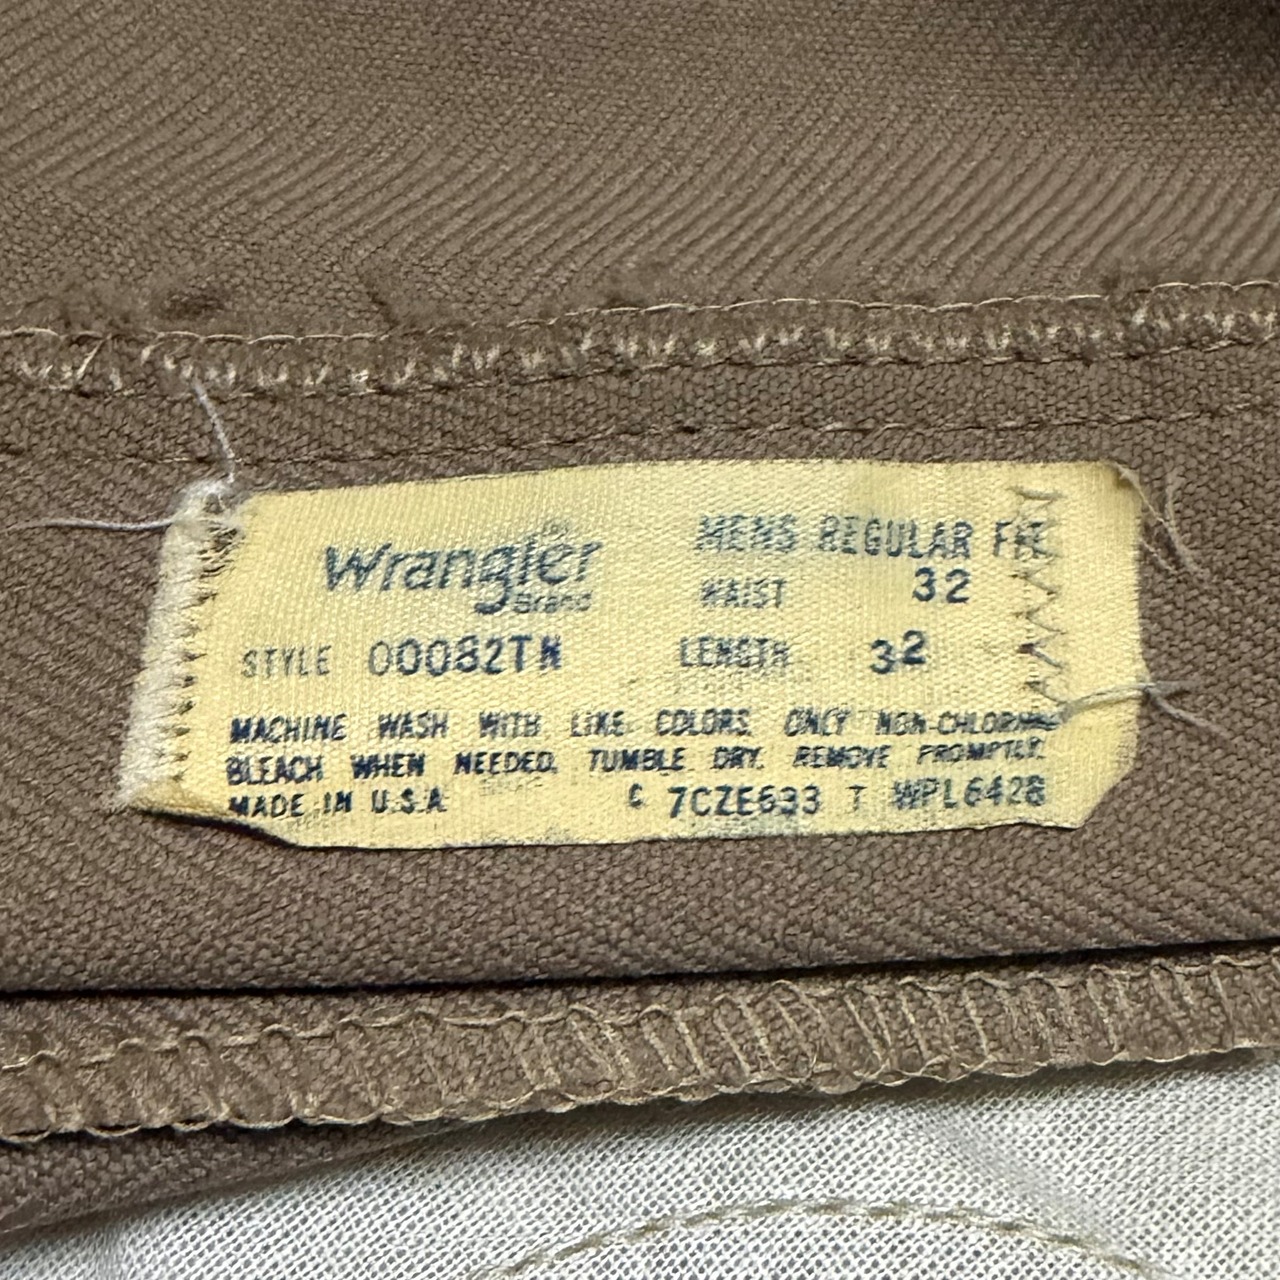 Wrangler®
Brand
STYLE 00082TN
MENS REGULAR FIT
WAIST 32
LENGTH 32
MACHINE WASH WITH LIKE COLORS. ONLY NON-CHLORINE
BLEACH WHEN NEEDED. TUMBLE DRY. REMOVE PROMPTLY.
MADE IN U.S.A. C 7CZE633 T WPL6428